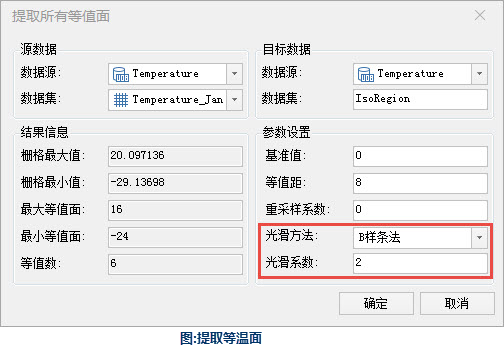 提取所有等值面
源数据
数据源: Temperature
数据集: Temperature_Jan
目标数据
数据源: Temperature
数据集: IsoRegion
结果信息
栅格最大值: 20.097136
栅格最小值: -29.13698
最大等值面: 16
最小等值面: -24
等值数: 6
参数设置
基准值: 0
等值距: 8
重采样系数: 0
光滑方法: B样条法
光滑系数: 2
确定 取消
图:提取等温面